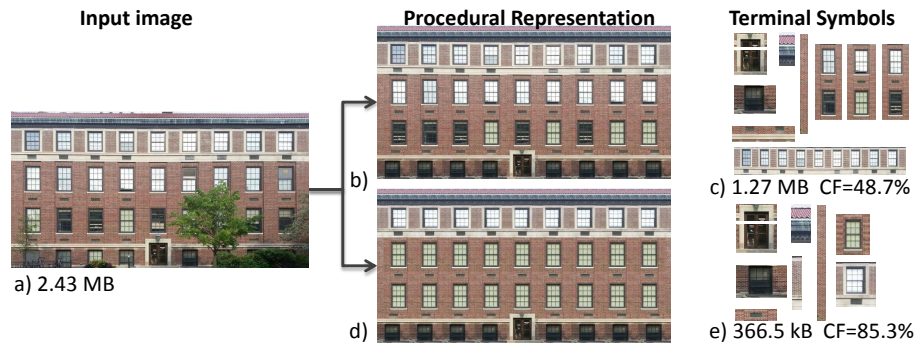 Input image
Procedural Representation
Terminal Symbols
b)
c) 1.27 MB CF=48.7%
a) 2.43 MB
d)
e) 366.5 kB CF=85.3%